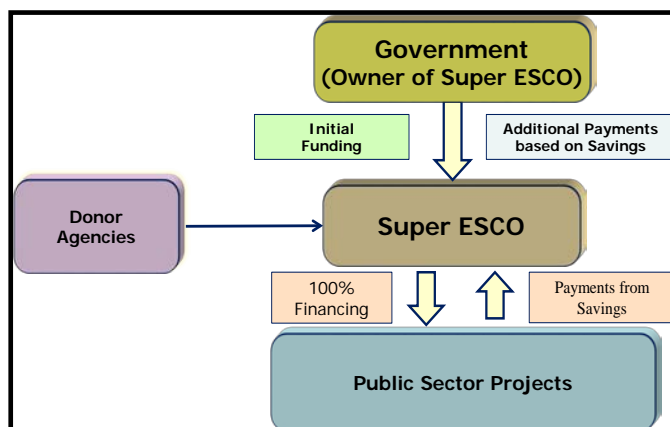 Government
(Owner of Super ESCO)
Initial
Funding
Additional Payments
based on Savings
Donor
Agencies
Super ESCO
100%
Financing
Payments from
Savings
Public Sector Projects